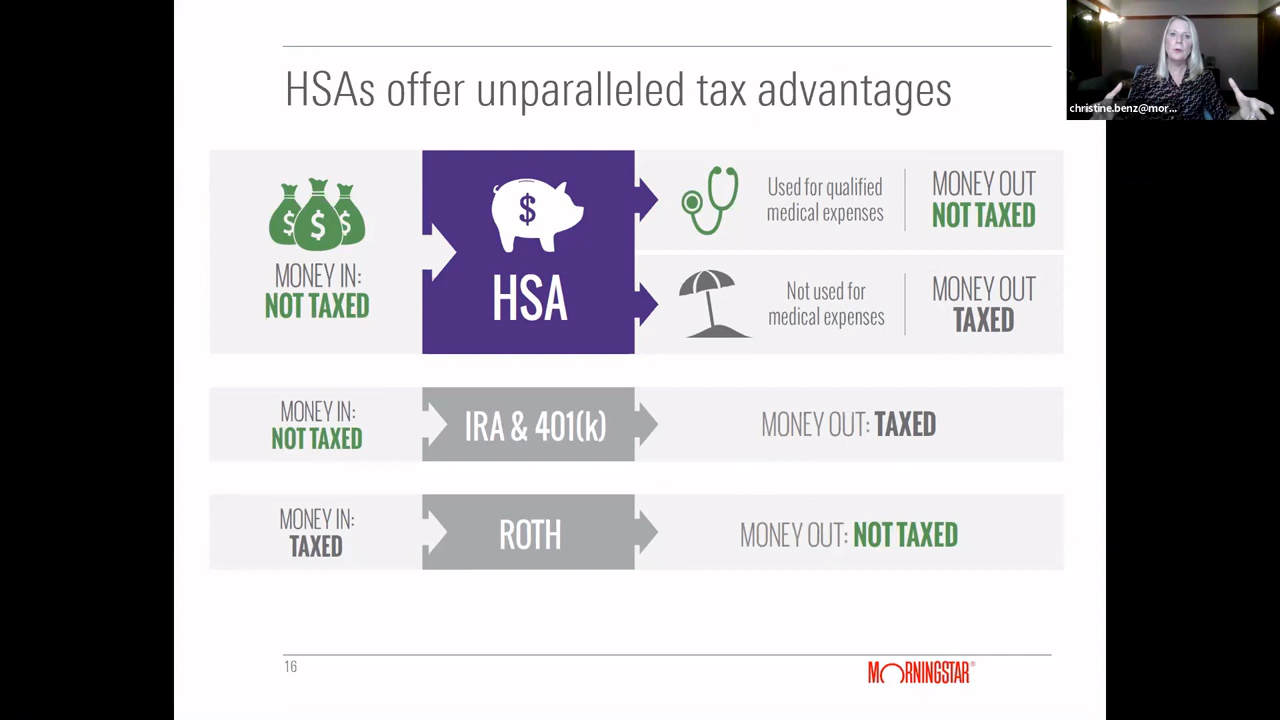 HSAs offer unparalleled tax advantages
christine.benz@mor...
$ $ $
MONEY IN:
NOT TAXED
$
HSA
Used for qualified
medical expenses
MONEY OUT
NOT TAXED
Not used for
medical expenses
MONEY OUT
TAXED
MONEY IN:
NOT TAXED
IRA & 401(k)
MONEY OUT: TAXED
MONEY IN:
TAXED
ROTH
MONEY OUT: NOT TAXED
16
MORNINGSTAR®